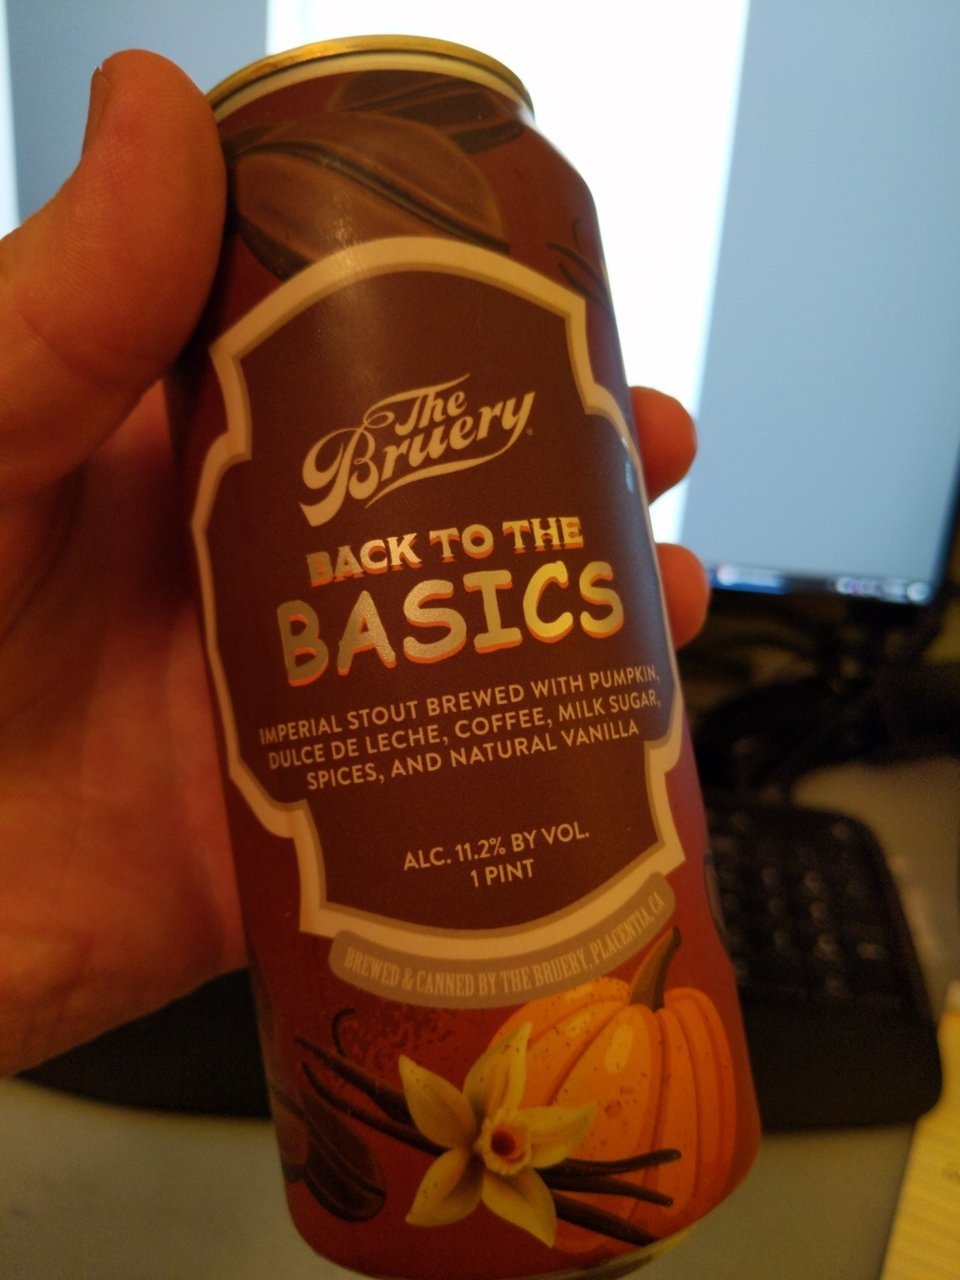 The
Bruery
BACK TO THE
BASICS
IMPERIAL STOUT BREWED WITH PUMPKIN,
DULCE DE LECHE, COFFEE, MILK SUGAR,
SPICES, AND NATURAL VANILLA
ALC. 11.2% BY VOL.
1 PINT
BREWED & CANNED BY THE BRUERY, PLACENTIA, CA